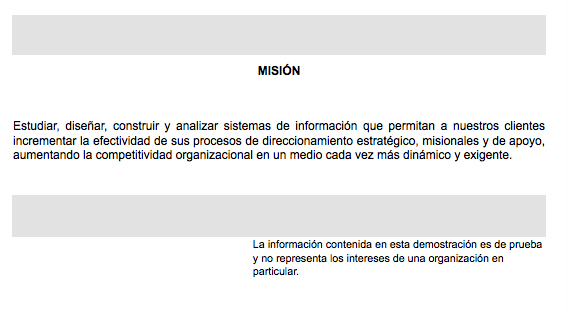 MISIÓN
Estudiar, diseñar, construir y analizar sistemas de información que permitan a nuestros clientes
incrementar la efectividad de sus procesos de direccionamiento estratégico, misionales y de apoyo,
aumentando la competitividad organizacional en un medio cada vez más dinámico y exigente.
La información contenida en esta demostración es de prueba
y no representa los intereses de una organización en
particular.